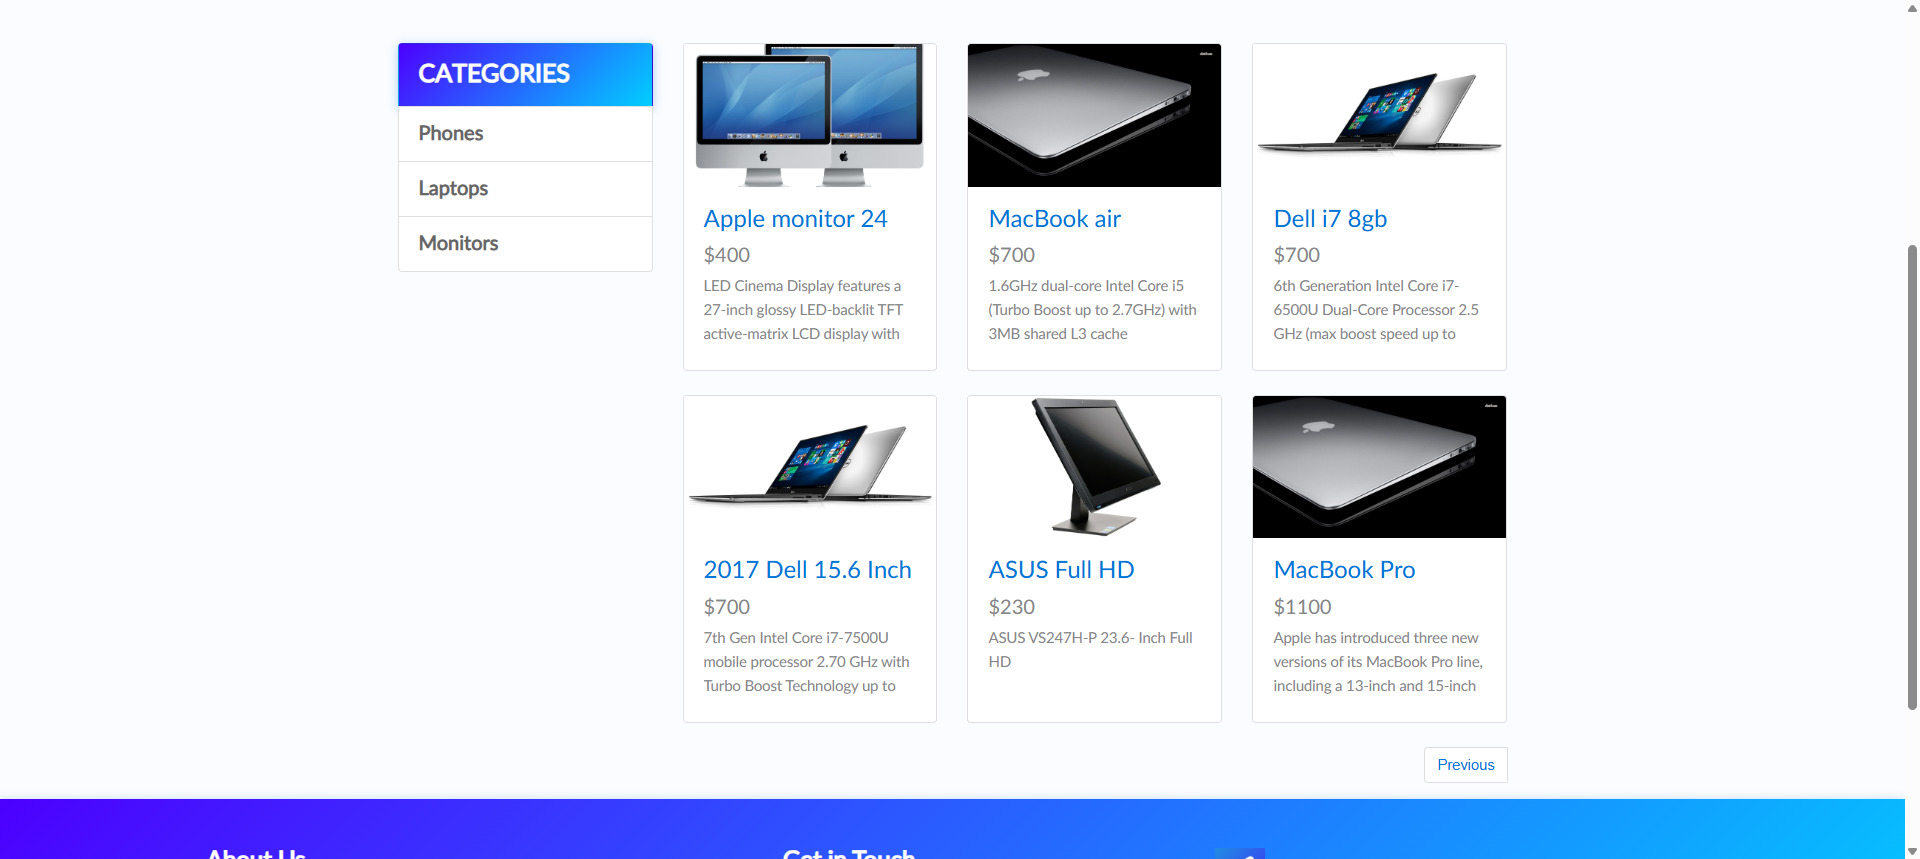 CATEGORIES
Phones
Laptops
Monitors
Apple monitor 24
$400
LED Cinema Display features a
27-inch glossy LED-backlit TFT
active-matrix LCD display with
MacBook air
$700
1.6GHz dual-core Intel Core i5
(Turbo Boost up to 2.7GHz) with
3MB shared L3 cache
Dell i7 8gb
$700
6th Generation Intel Core i7-
6500U Dual-Core Processor 2.5
GHz (max boost speed up to
2017 Dell 15.6 Inch
$700
7th Gen Intel Core i7-7500U
mobile processor 2.70 GHz with
Turbo Boost Technology up to
ASUS Full HD
$230
ASUS VS247H-P 23.6- Inch Full
HD
MacBook Pro
$1100
Apple has introduced three new
versions of its MacBook Pro line,
including a 13-inch and 15-inch
Previous
About Us
Get in Touch